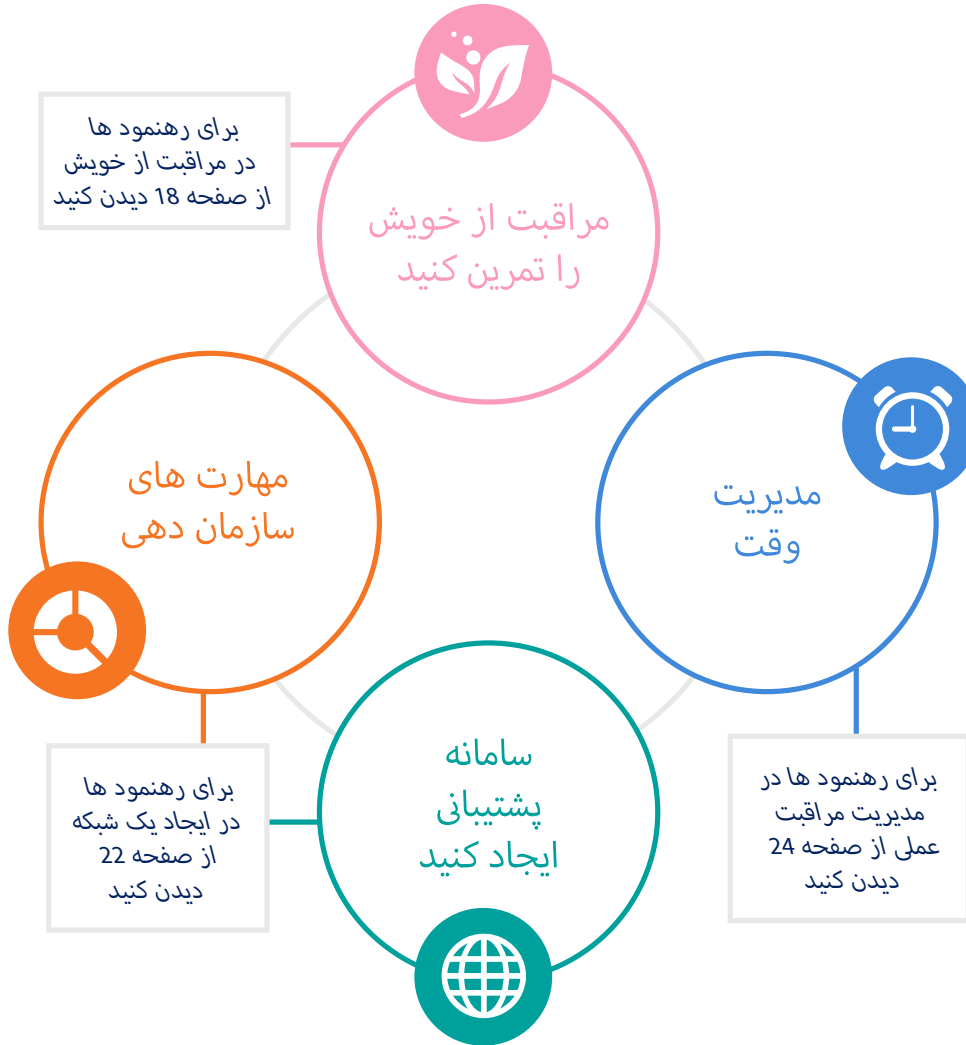 برای رهنمود ها
در مراقبت از خویش
از صفحه 18 دیدن کنید
مراقبت از خویش
را تمرین کنید
مدیریت
وقت
مهارت های
سازمان دهی
سامانه
پشتیبانی
ایجاد کنید
برای رهنمود ها در
مدیریت مراقبت
عملی از صفحه 24
دیدن کنید
برای رهنمود ها
در ایجاد یک شبکه
از صفحه 22
دیدن کنید